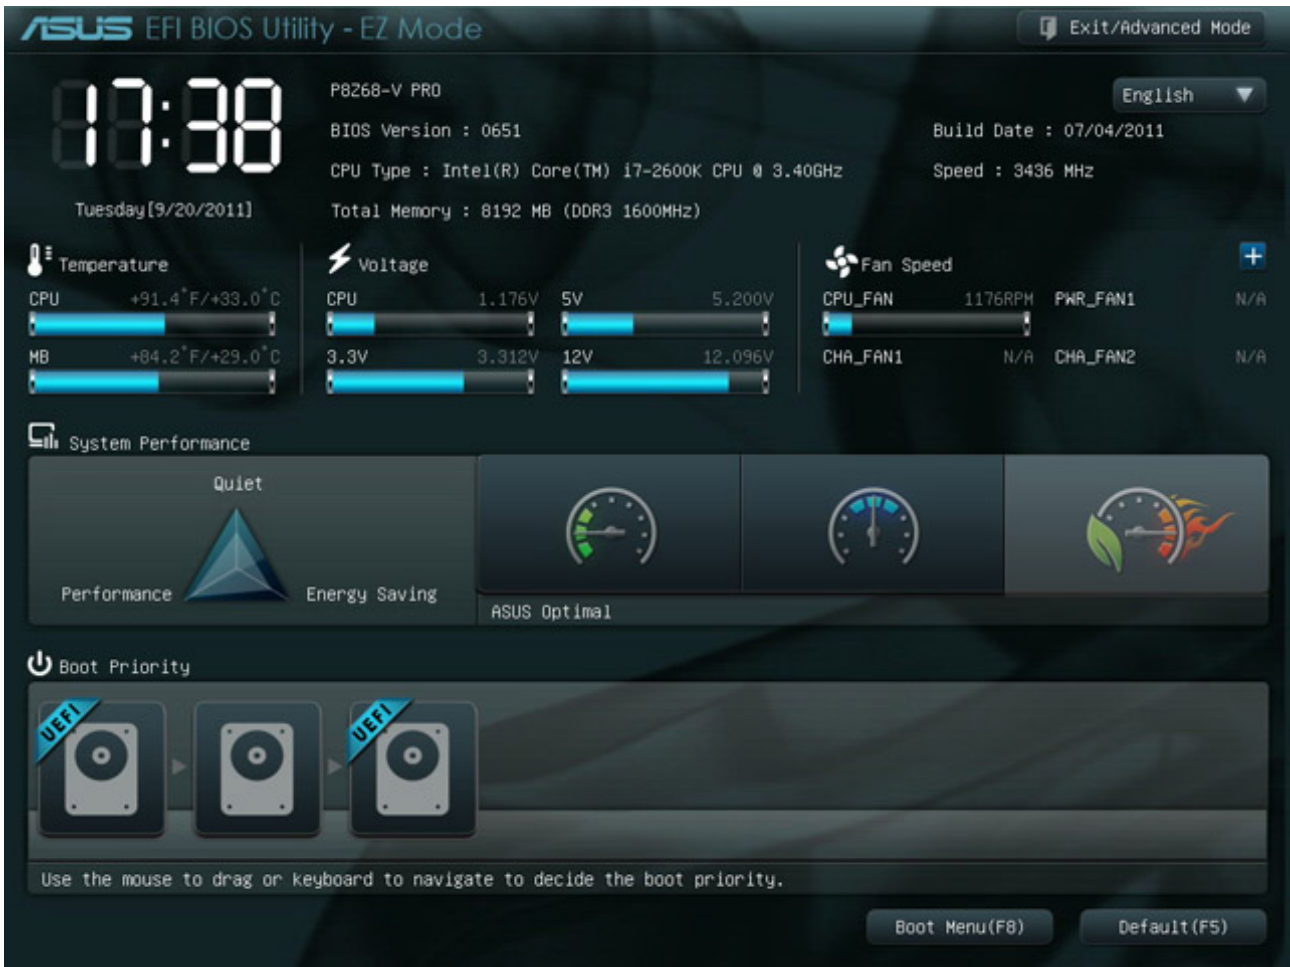 ASUS EFI BIOS Utility - EZ Mode
Exit/Advanced Mode
17:38
Tuesday[9/20/2011]
P8Z68-V PRO
English
BIOS Version : 0651
Build Date : 07/04/2011
CPU Type : Intel(R) Core(TM) i7-2600K CPU @ 3.40GHz
Speed : 3436 MHz
Total Memory : 8192 MB (DDR3 1600MHz)
Temperature
CPU +91.4°F/+33.0°C
MB +84.2°F/+29.0°C
Voltage
CPU 1.176V 5V 5.200V
3.3V 3.312V 12V 12.096V
Fan Speed
CPU_FAN 1176RPM PWR_FAN1 N/A
CHA_FAN1 N/A CHA_FAN2 N/A
System Performance
Quiet
Performance
Energy Saving
ASUS Optimal
Boot Priority
UEFI
UEFI
Use the mouse to drag or keyboard to navigate to decide the boot priority.
Boot Menu(F8)
Default(F5)